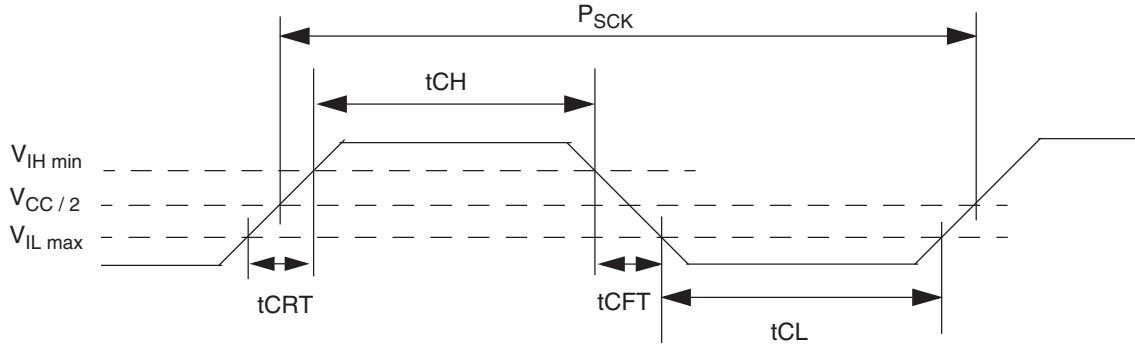 PSCK
tCH
VIH min
VCC / 2
VIL max
tCRT
tCFT
tCL